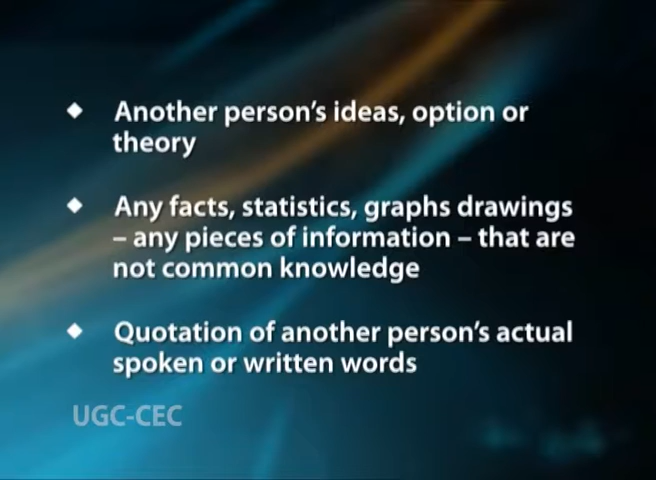 ◆ Another person's ideas, option or
theory
◆ Any facts, statistics, graphs drawings
– any pieces of information – that are
not common knowledge
◆ Quotation of another person's actual
spoken or written words
UGC-CEC